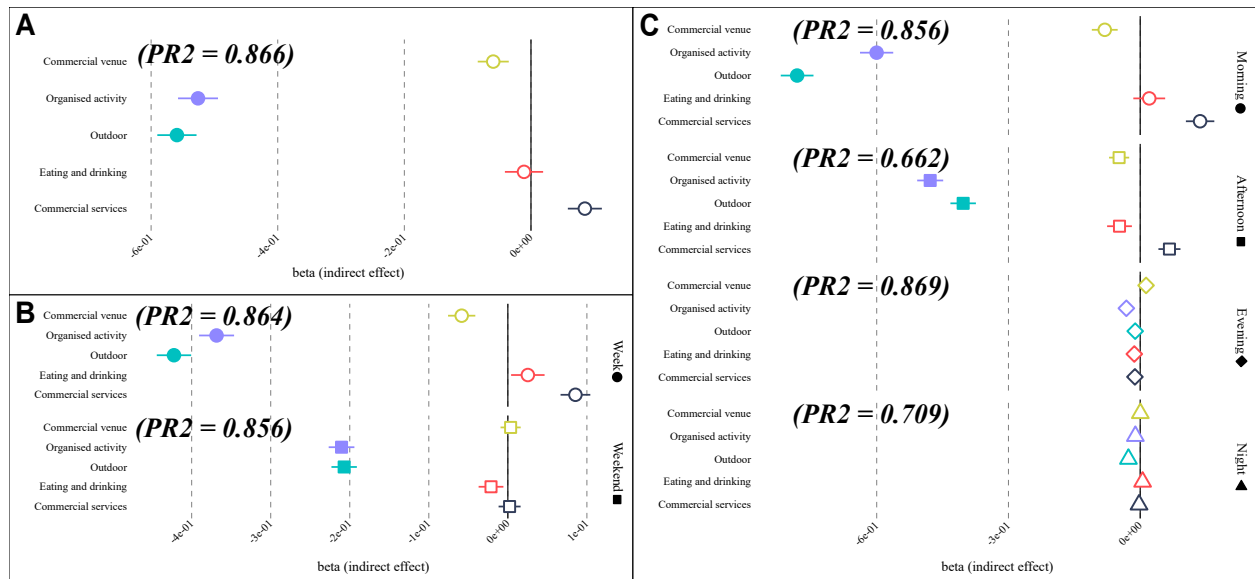 A
(PR2 = 0.866)
Commercial venue
Organised activity
Outdoor
Eating and drinking
Commercial services
-6e-01
-4e-01
-2e-01
0e+00
beta (indirect effect)
B
Commercial venue
(PR2 = 0.864)
Organised activity
Outdoor
Eating and drinking
Commercial services
Week
Commercial venue
(PR2 = 0.856)
Organised activity
Outdoor
Eating and drinking
Commercial services
Weekend
-4e-01
-3e-01
-2e-01
-1e-01
0e+00
1e-01
beta (indirect effect)
C
Commercial venue
(PR2 = 0.856)
Organised activity
Outdoor
Eating and drinking
Commercial services
Morning
Commercial venue
(PR2 = 0.662)
Organised activity
Outdoor
Eating and drinking
Commercial services
Afternoon
Commercial venue
(PR2 = 0.869)
Organised activity
Outdoor
Eating and drinking
Commercial services
Evening
Commercial venue
(PR2 = 0.709)
Organised activity
Outdoor
Eating and drinking
Commercial services
Night
-6e-01
-3e-01
0e+00
beta (indirect effect)